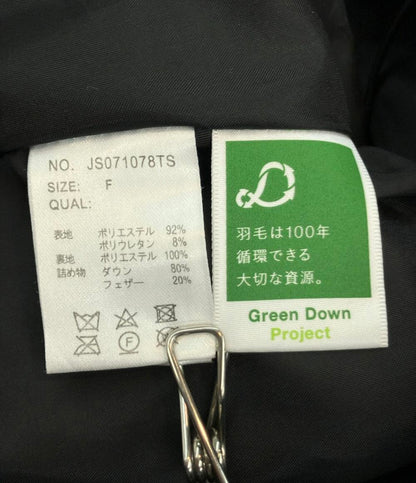 NO. JS071078TS
SIZE: F
QUAL:
表地 ポリエステル 92%
ポリウレタン 8%
裏地 ポリエステル 100%
詰め物 ダウン 80%
フェザー 20%
F
羽毛は100年
循環できる
大切な資源。
Green Down
Project